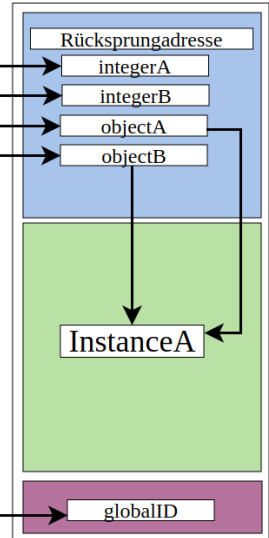 Rücksprungadresse
integerA
integerB
objectA
objectB
InstanceA
globalID